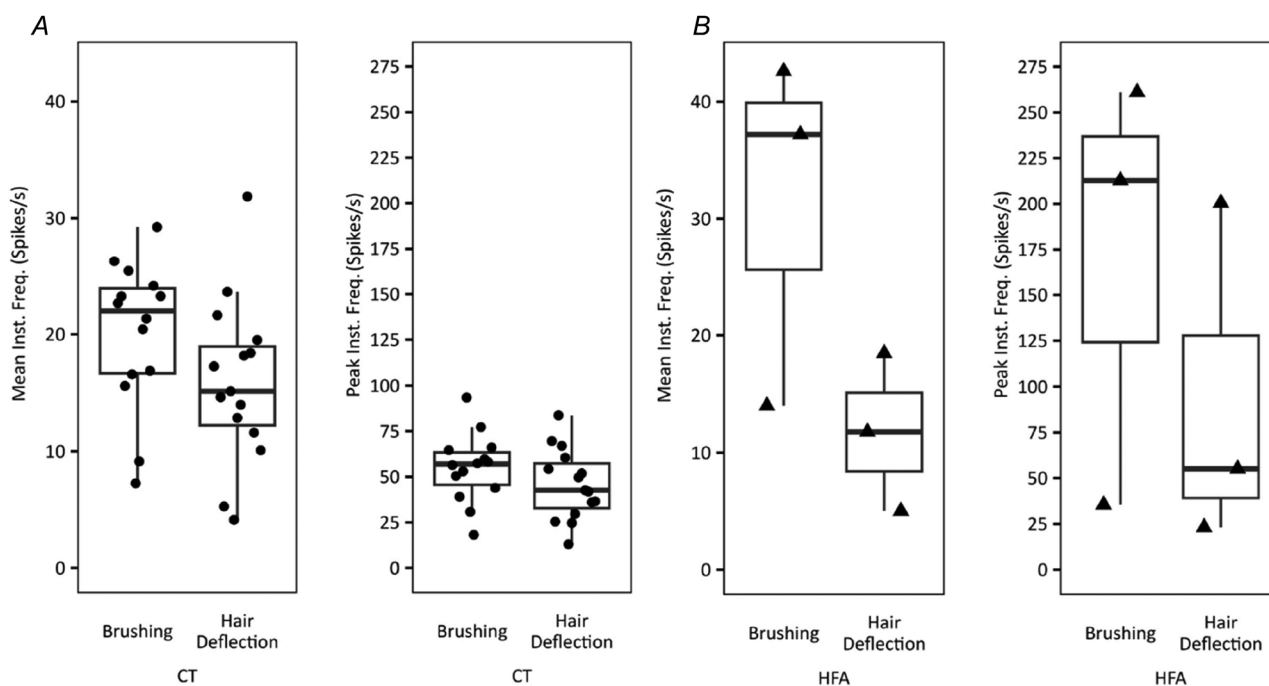 A
B
Mean Inst. Freq. (Spikes/s)
40
30
20
10
0
Brushing
Hair
Deflection
CT
Peak Inst. Freq. (Spikes/s)
275
250
225
200
175
150
125
100
75
50
25
0
Brushing
Hair
Deflection
CT
Mean Inst. Freq. (Spikes/s)
40
30
20
10
0
Brushing
Hair
Deflection
HFA
Peak Inst. Freq. (Spikes/s)
275
250
225
200
175
150
125
100
75
50
25
0
Brushing
Hair
Deflection
HFA